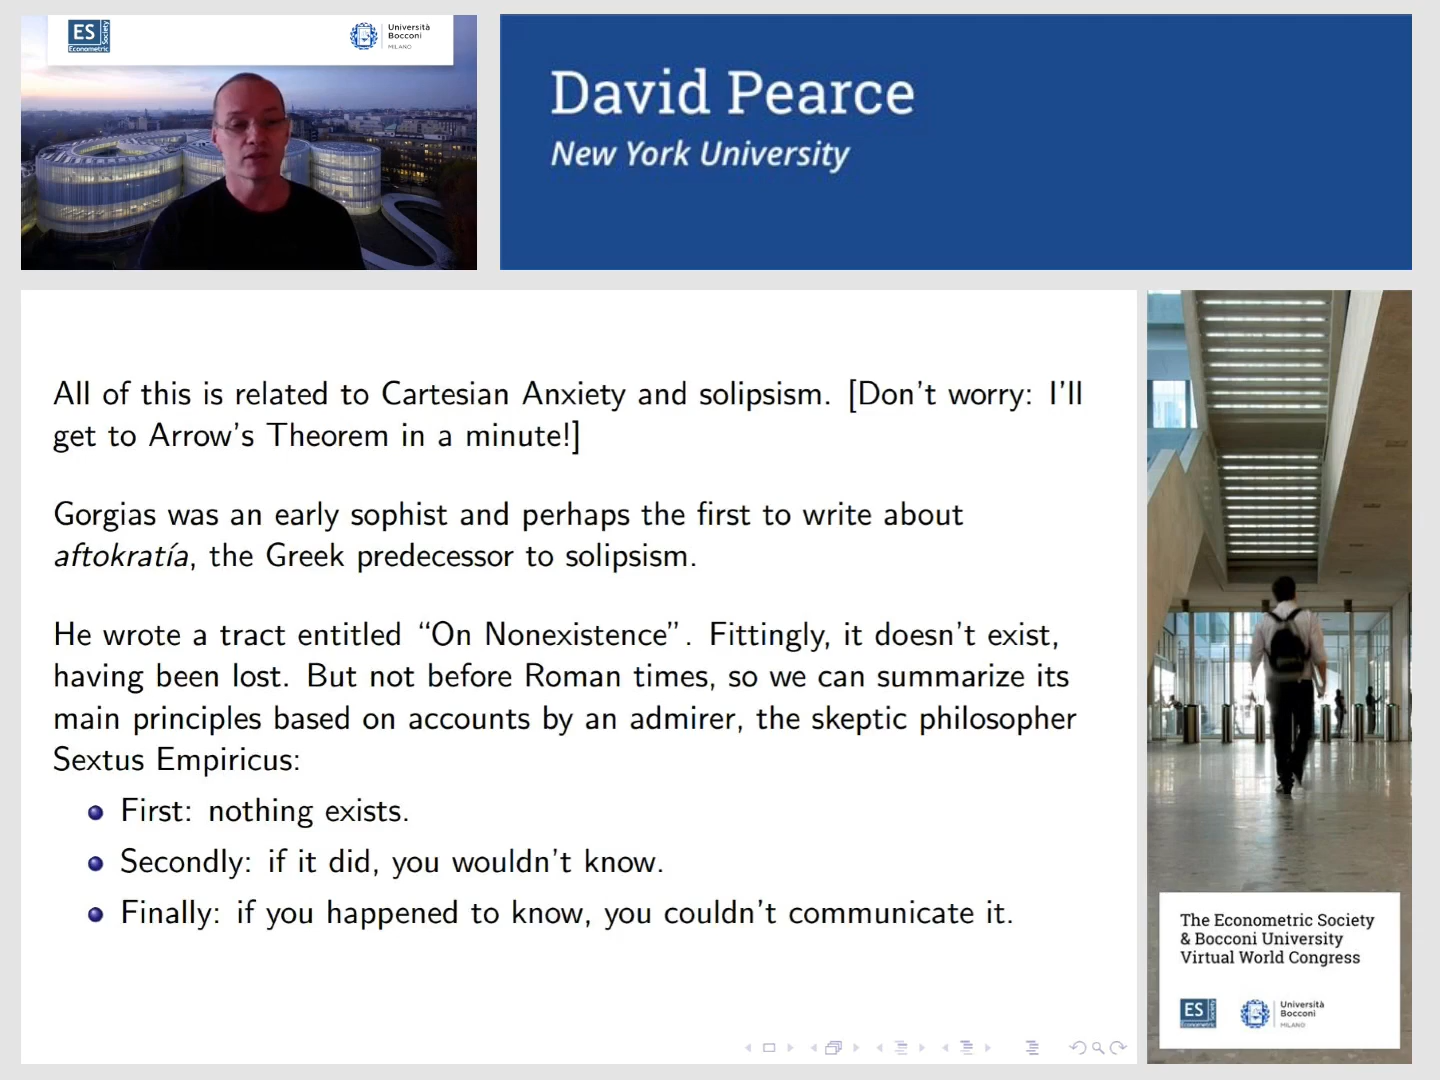 ES
Econometric
Society
Università
Bocconi
MILANO
David Pearce
New York University
All of this is related to Cartesian Anxiety and solipsism. [Don't worry: I'll
get to Arrow's Theorem in a minute!]
Gorgias was an early sophist and perhaps the first to write about
aftokratía, the Greek predecessor to solipsism.
He wrote a tract entitled “On Nonexistence”. Fittingly, it doesn't exist,
having been lost. But not before Roman times, so we can summarize its
main principles based on accounts by an admirer, the skeptic philosopher
Sextus Empiricus:
First: nothing exists.
Secondly: if it did, you wouldn't know.
Finally: if you happened to know, you couldn't communicate it.
The Econometric Society
& Bocconi University
Virtual World Congress
ES
Econometric
Society
Università
Bocconi
MILANO